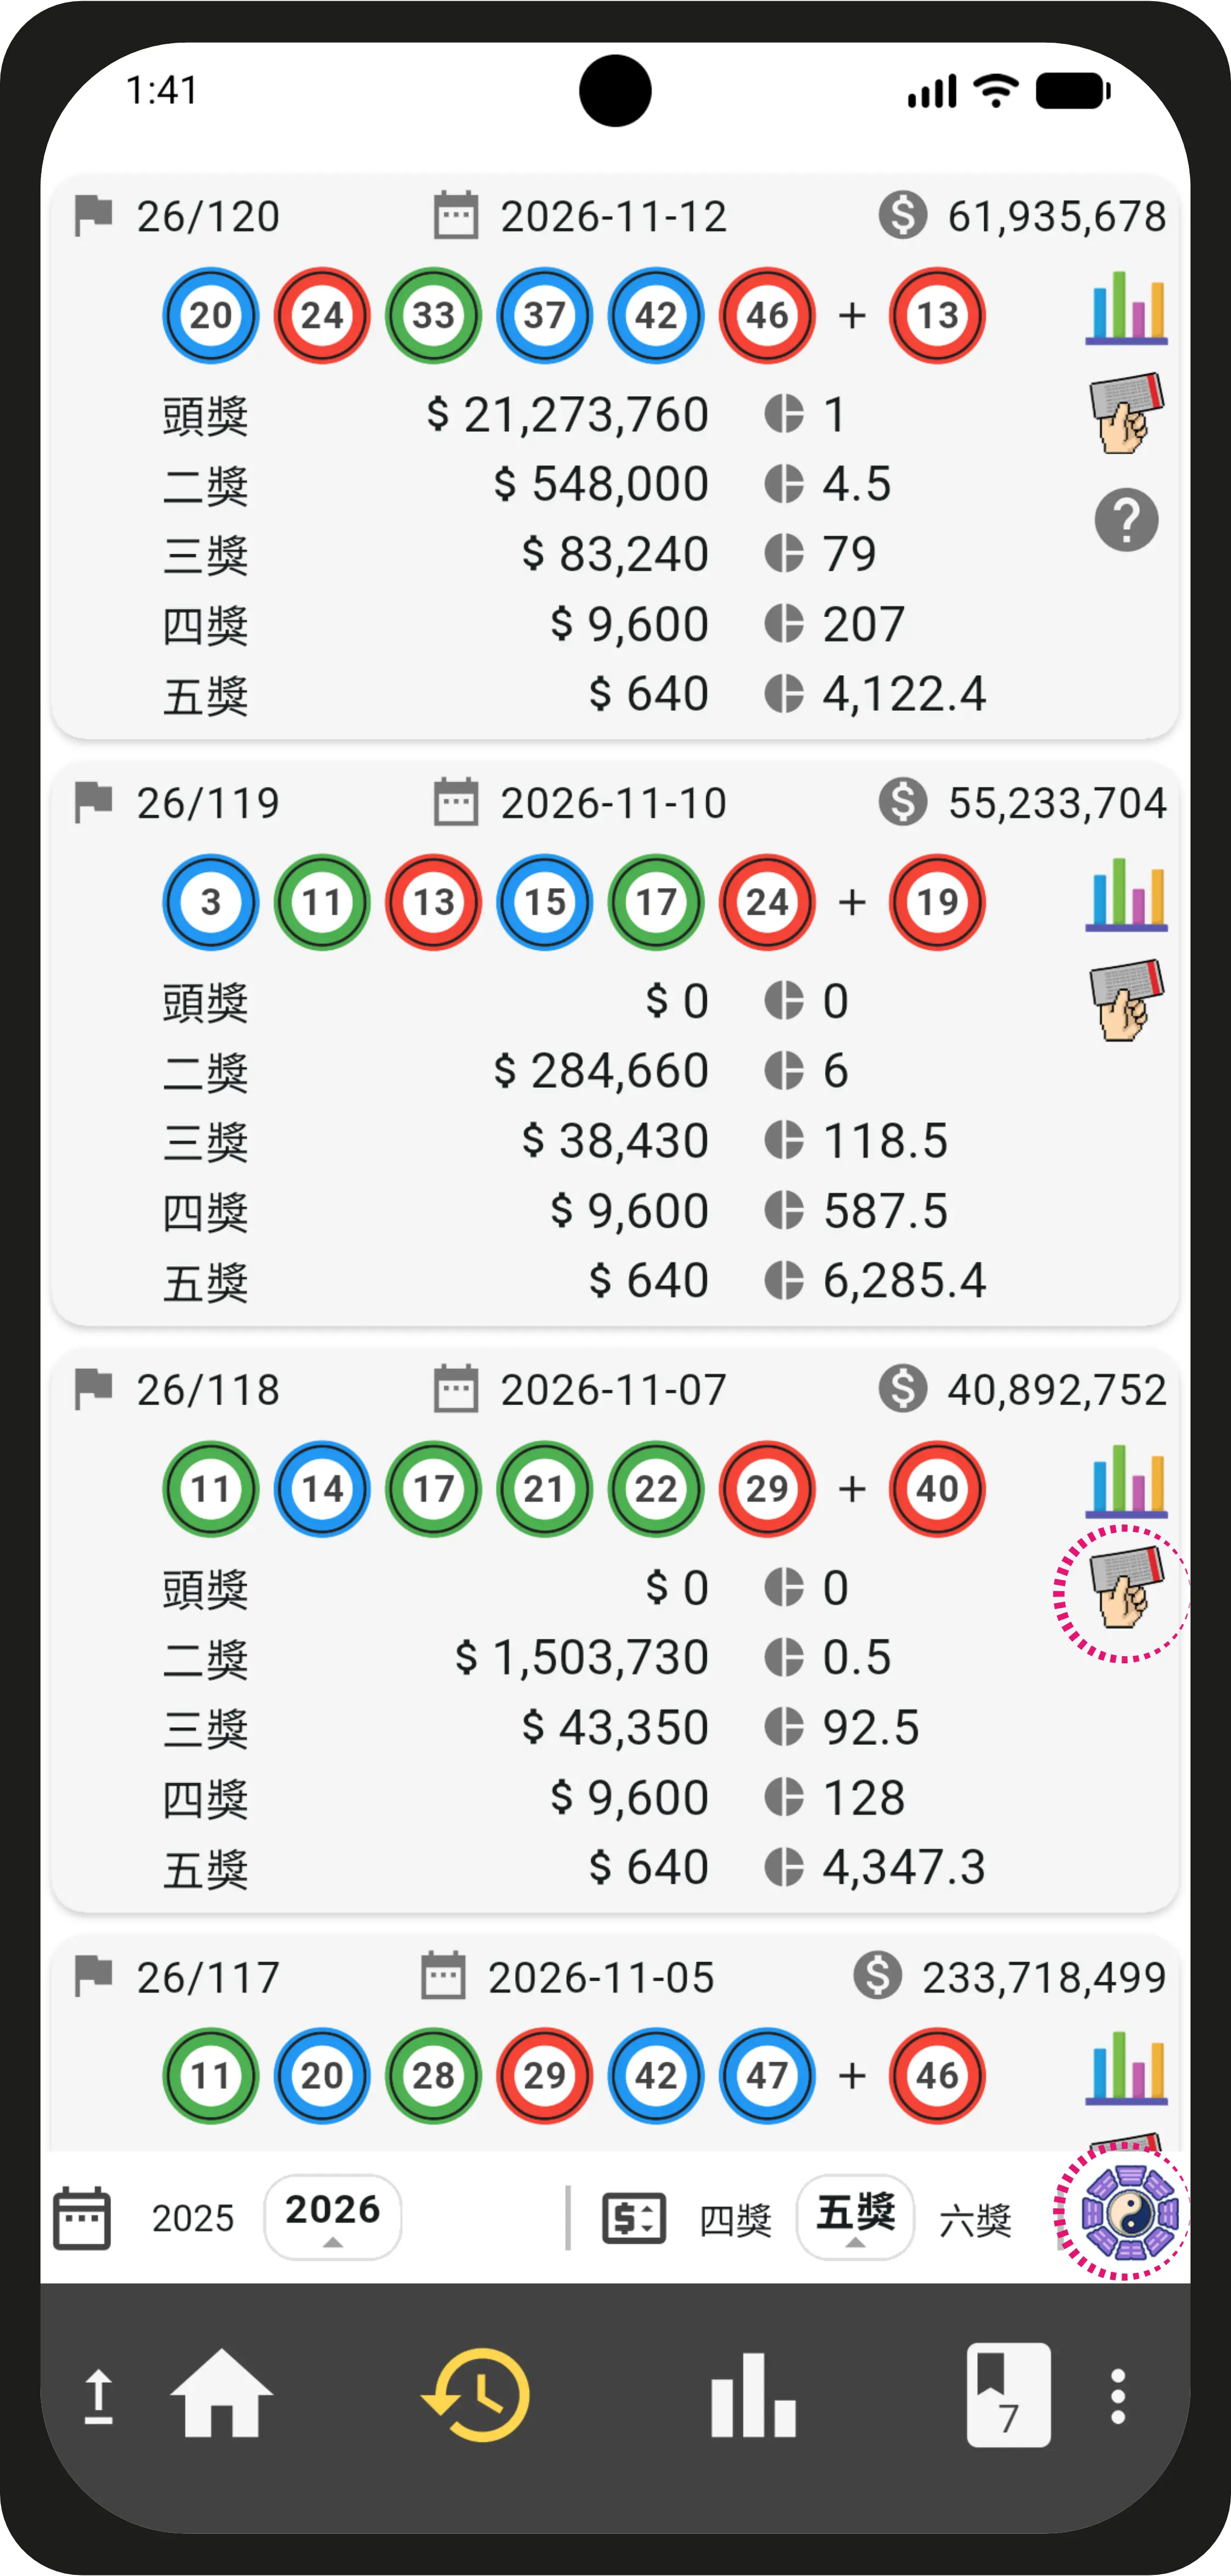 1:41
26/120 2026-11-12 $ 61,935,678
20 24 33 37 42 46 + 13
頭獎 $ 21,273,760 1
二獎 $ 548,000 4.5
三獎 $ 83,240 79
?
四獎 $ 9,600 207
五獎 $ 640 4,122.4
26/119 2026-11-10 $ 55,233,704
3 11 13 15 17 24 + 19
頭獎 $ 0 0
二獎 $ 284,660 6
三獎 $ 38,430 118.5
四獎 $ 9,600 587.5
五獎 $ 640 6,285.4
26/118 2026-11-07 $ 40,892,752
11 14 17 21 22 29 + 40
頭獎 $ 0 0
二獎 $ 1,503,730 0.5
三獎 $ 43,350 92.5
四獎 $ 9,600 128
五獎 $ 640 4,347.3
26/117 2026-11-05 $ 233,718,499
11 20 28 29 42 47 + 46
2025 2026 $ 四獎 五獎 六獎
7